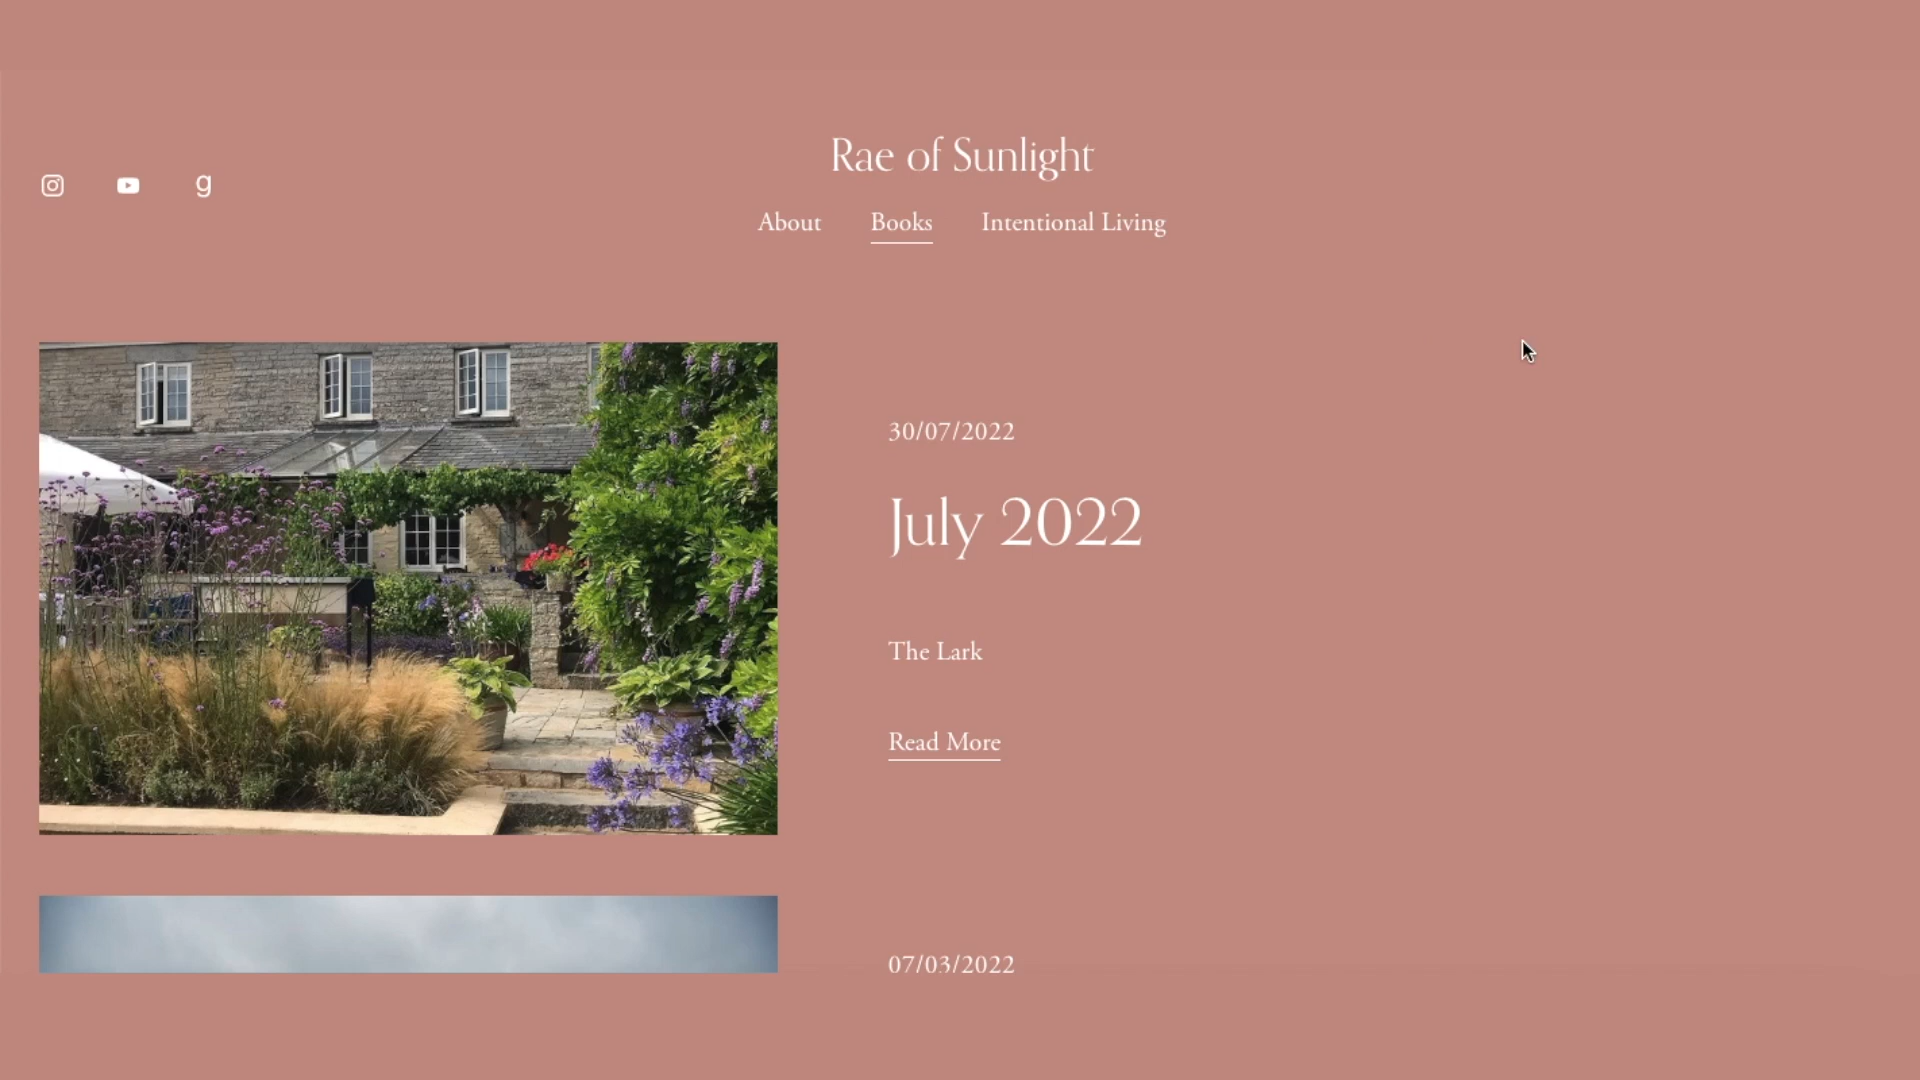 Rae of Sunlight
g
About Books Intentional Living
30/07/2022
July 2022
The Lark
Read More
07/03/2022